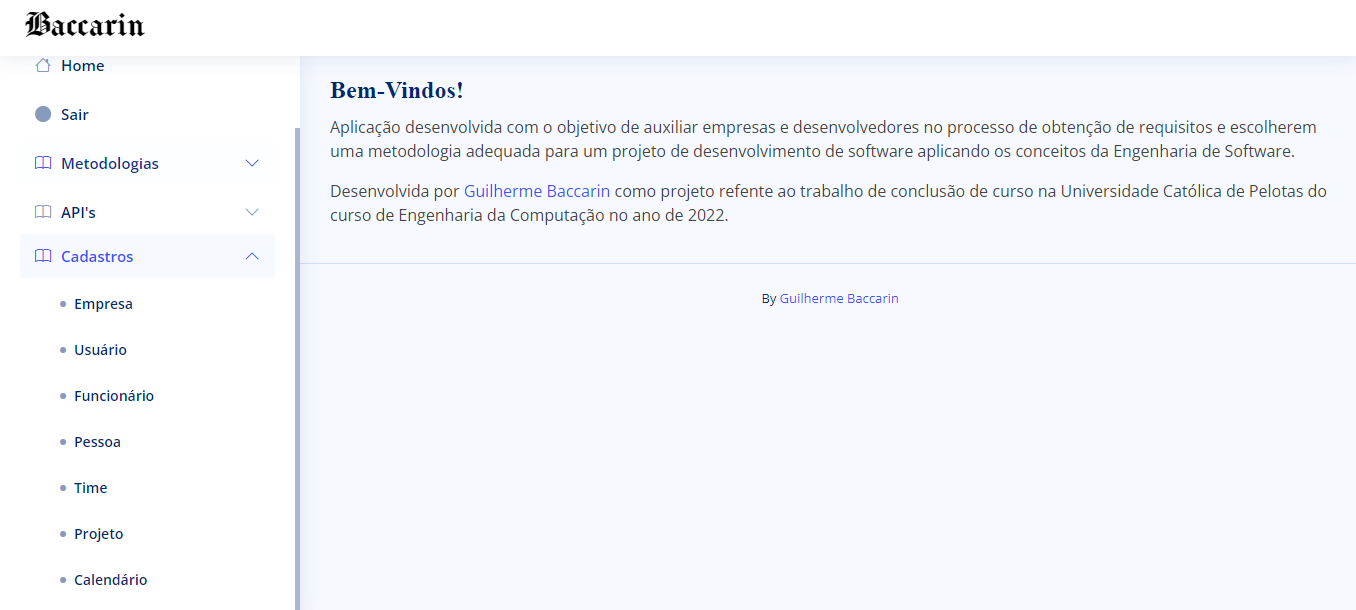 Baccarin
Home
Sair
Metodologias
API's
Cadastros
Empresa
Usuário
Funcionário
Pessoa
Time
Projeto
Calendário
Bem-Vindos!
Aplicação desenvolvida com o objetivo de auxiliar empresas e desenvolvedores no processo de obtenção de requisitos e escolherem
uma metodologia adequada para um projeto de desenvolvimento de software aplicando os conceitos da Engenharia de Software.
Desenvolvida por Guilherme Baccarin como projeto refente ao trabalho de conclusão de curso na Universidade Católica de Pelotas do
curso de Engenharia da Computação no ano de 2022.
By Guilherme Baccarin